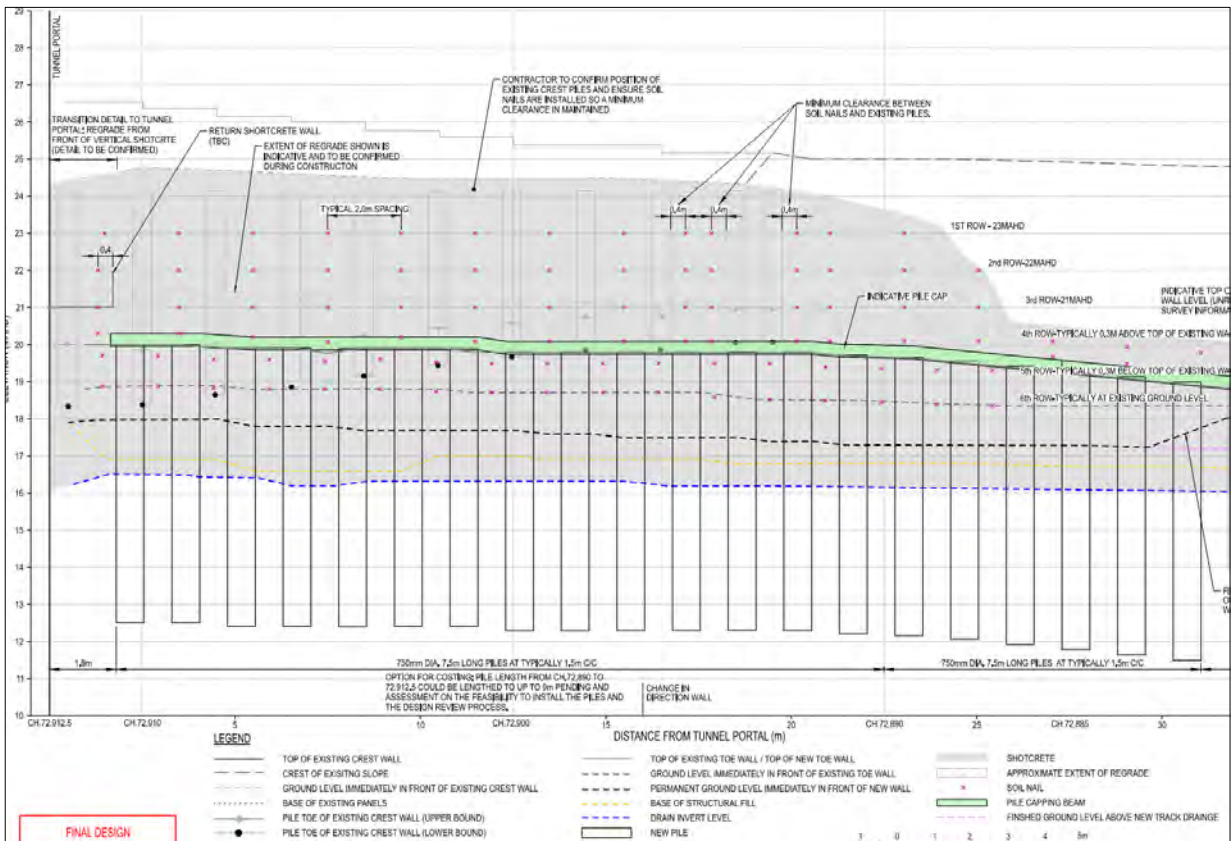 29
28
27
26
25
24
23
22
21
20
19
18
17
16
15
14
13
12
11
10
TUNNEL PORTAL
TRANSITION DETAIL TO TUNNEL
PORTAL: REGRADE FROM
FRONT OF VERTICAL SHOTCRTE
(DETAIL TO BE CONFIRMED)
RETURN SHORTCRETE WALL
(TBC)
EXTENT OF REGRADE SHOWN IS
INDICATIVE AND TO BE CONFIRMED
DURING CONSTRUCTON
CONTRACTOR TO CONFIRM POSITION OF
EXISTING CREST PILES AND ENSURE SOIL
NAILS ARE INSTALLED SO A MINIMUM
CLEARANCE IN MAINTAINED
MINIMUM CLEARANCE BETWEEN
SOIL NAILS AND EXISTING PILES.
TYPICAL 2.0m SPACING
0.4m
0.4m
0.4m
0.4
1ST ROW - 23MAHD
2nd ROW-22MAHD
3rd ROW-21MAHD
INDICATIVE PILE CAP
INDICATIVE TOP
WALL LEVEL
SURVEY
4th ROW-TYPICALLY 0.3M ABOVE TOP OF EXISTING
5th ROW-TYPICALLY 0.3M BELOW TOP OF EXISTING
6th ROW-TYPICALLY AT EXISTING GROUND LEVEL
1.8m
750mm DIA. 7.5m LONG PILES AT TYPICALLY 1.5m C/C
750mm DIA. 7.5m LONG PILES AT TYPICALLY 1.5m C/C
OPTION FOR COSTING: PILE LENGTH FROM CH.72,890 TO
72.912.5 COULD BE LENGTHED TO UP TO 9m PENDING AND
ASSESSMENT ON THE FEASIBILITY TO INSTALL THE PILES AND
THE DESIGN REVIEW PROCESS.
CHANGE IN
DIRECTION WALL
CH.72,912.5 CH.72,910 5 10 CH.72,900 15 20 CH.72,890 25 CH.72,885 30
DISTANCE FROM TUNNEL PORTAL (m)
LEGEND
TOP OF EXISTING CREST WALL
CREST OF EXISITNG SLOPE
GROUND LEVEL IMMEDIATELY IN FRONT OF EXISTING CREST WALL
BASE OF EXISTING PANELS
PILE TOE OF EXISTING CREST WALL (UPPER BOUND)
PILE TOE OF EXISTING CREST WALL (LOWER BOUND)
TOP OF EXISTING TOE WALL / TOP OF NEW TOE WALL
GROUND LEVEL IMMEDIATELY IN FRONT OF EXISTING TOE WALL
PERMANENT GROUND LEVEL IMMEDIATELY IN FRONT OF NEW WALL
BASE OF STRUCTURAL FILL
DRAIN INVERT LEVEL
NEW PILE
SHOTCRETE
APPROXIMATE EXTENT OF REGRADE
SOIL NAIL
PILE CAPPING BEAM
FINSHED GROUND LEVEL ABOVE NEW TRACK DRAINGE
FINAL DESIGN
1 0 1 2 3 4 5m